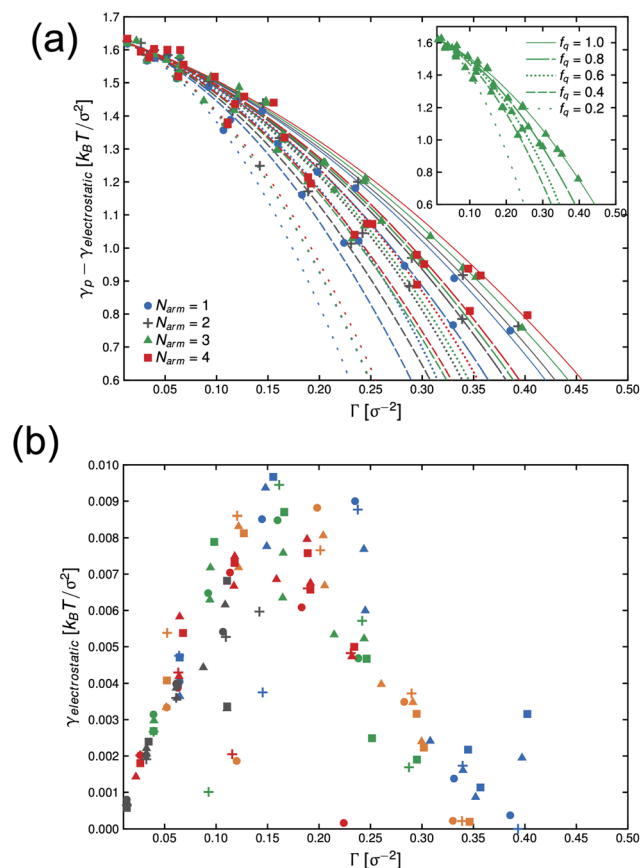 (a)
1.7
1.6
1.5
1.4
1.3
1.2
1.1
1.0
0.9
0.8
0.7
0.6
γp − γelectrostatic [kBT/σ²]
Narm = 1
Narm = 2
Narm = 3
Narm = 4
0.05 0.10 0.15 0.20 0.25 0.30 0.35 0.40 0.45 0.50
Γ [σ⁻²]
1.6
1.4
1.2
1.0
0.8
0.6
fq = 1.0
fq = 0.8
fq = 0.6
fq = 0.4
fq = 0.2
0.10 0.20 0.30 0.40 0.50
(b)
0.010
0.009
0.008
0.007
0.006
0.005
0.004
0.003
0.002
0.001
0.000
γelectrostatic [kBT/σ²]
0.05 0.10 0.15 0.20 0.25 0.30 0.35 0.40 0.45 0.50
Γ [σ⁻²]